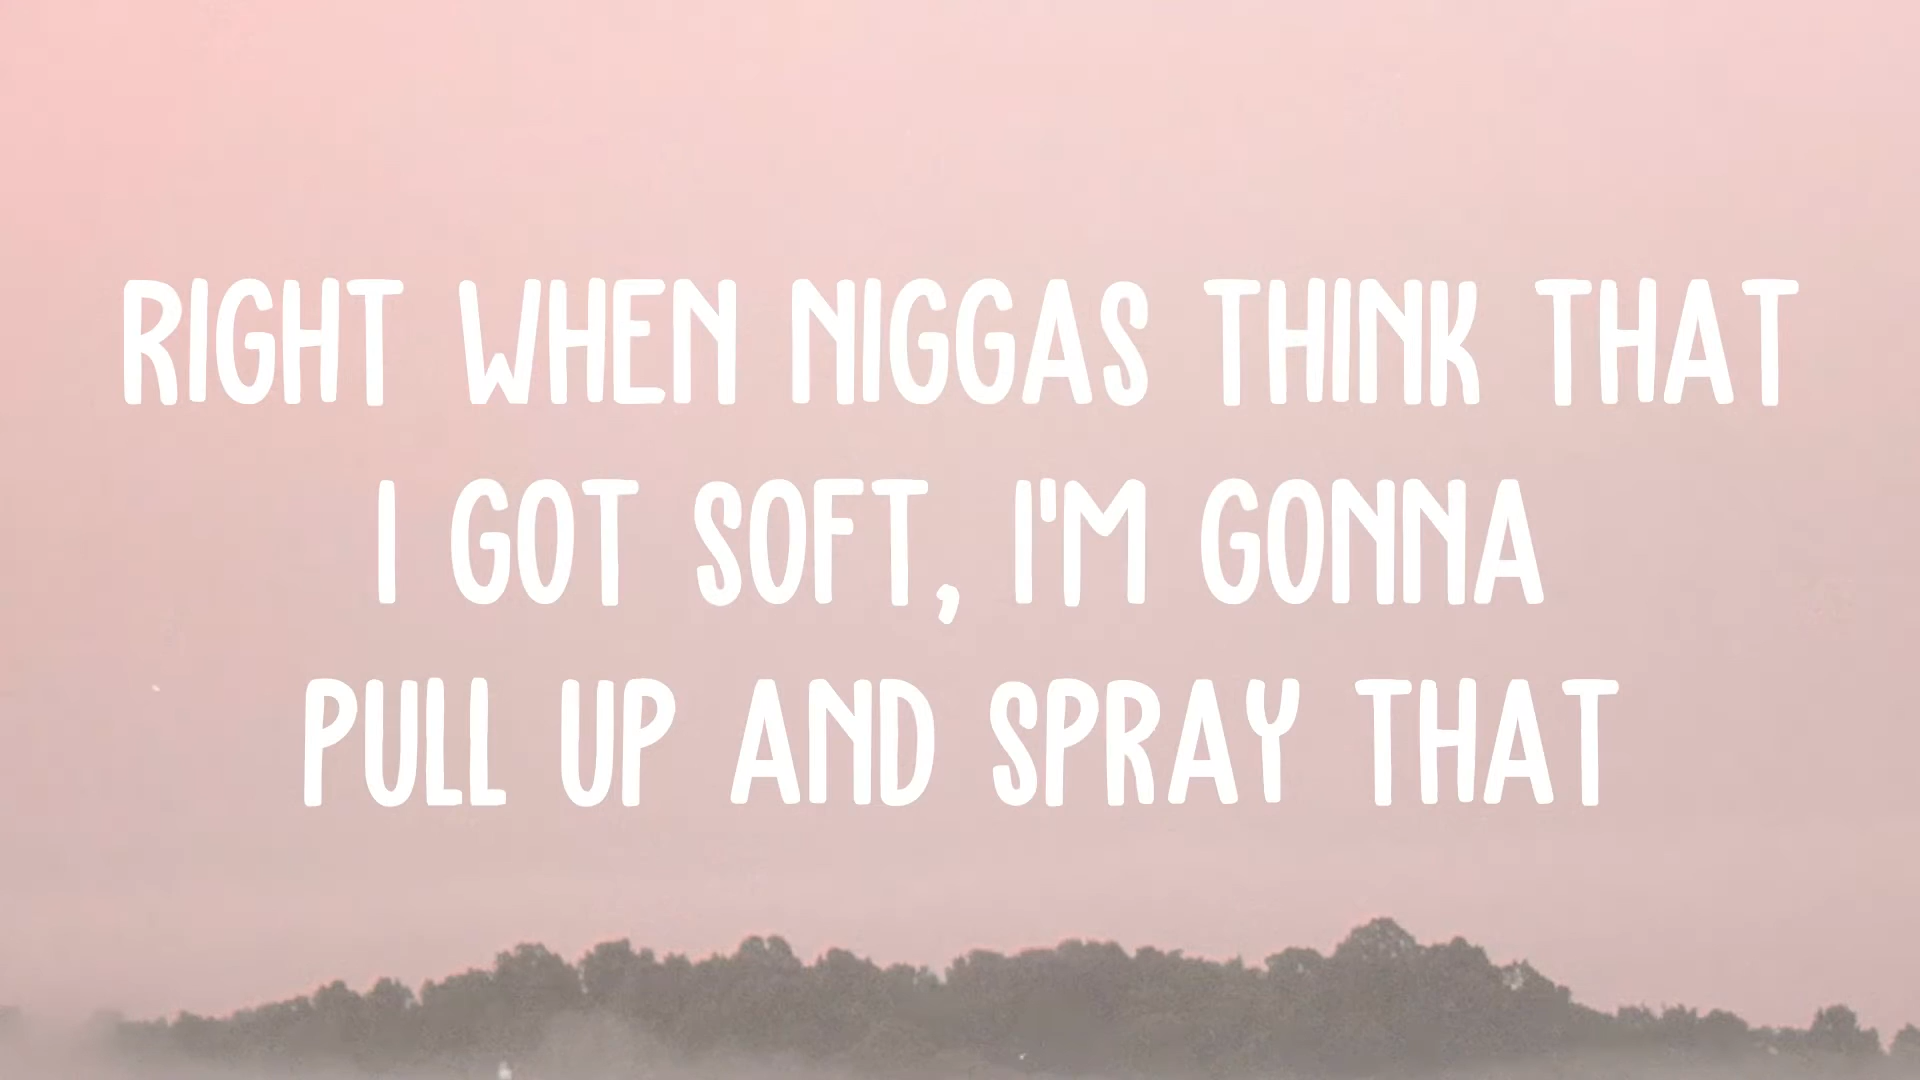 RIGHT WHEN NIGGAS THINK THAT
I GOT SOFT, I'M GONNA
PULL UP AND SPRAY THAT